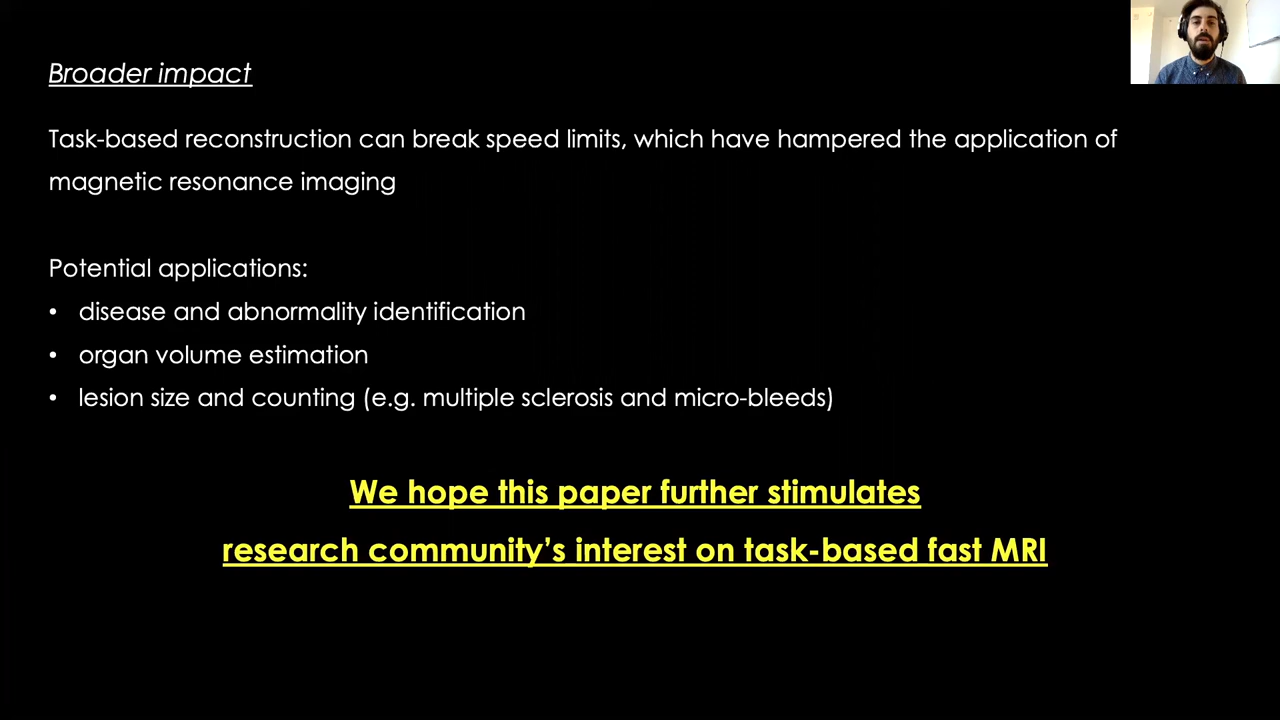 Broader impact
Task-based reconstruction can break speed limits, which have hampered the application of
magnetic resonance imaging
Potential applications:
• disease and abnormality identification
• organ volume estimation
• lesion size and counting (e.g. multiple sclerosis and micro-bleeds)
We hope this paper further stimulates
research community’s interest on task-based fast MRI